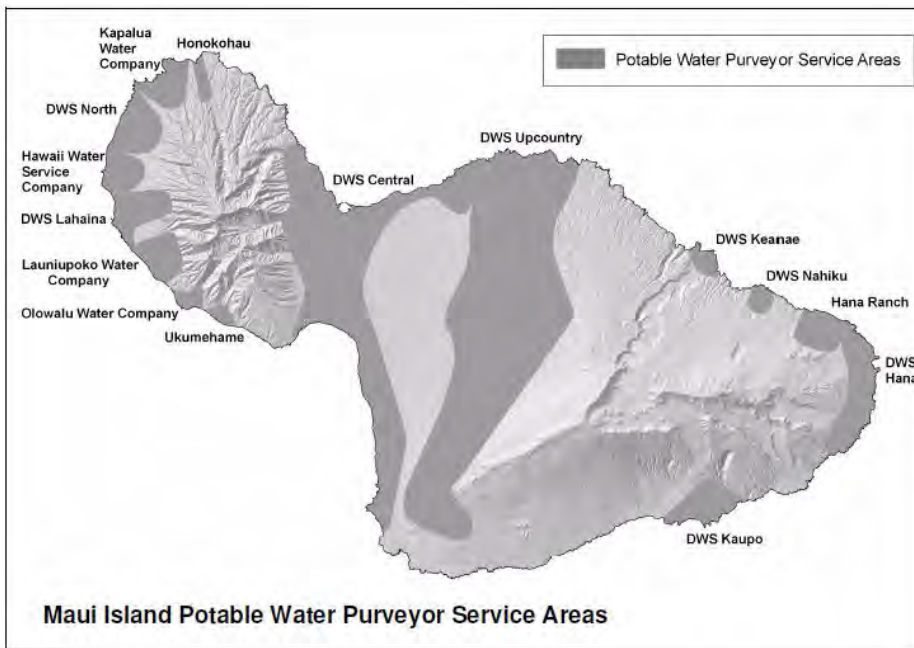 Kapalua
Water
Company
Honokohau
Potable Water Purveyor Service Areas
DWS North
DWS Upcountry
Hawaii Water
Service
Company
DWS Central
DWS Lahaina
DWS Keanae
Launiupoko Water
Company
DWS Nahiku
Hana Ranch
Olowalu Water Company
Ukumehame
DWS
Hana
DWS Kaupo
Maui Island Potable Water Purveyor Service Areas